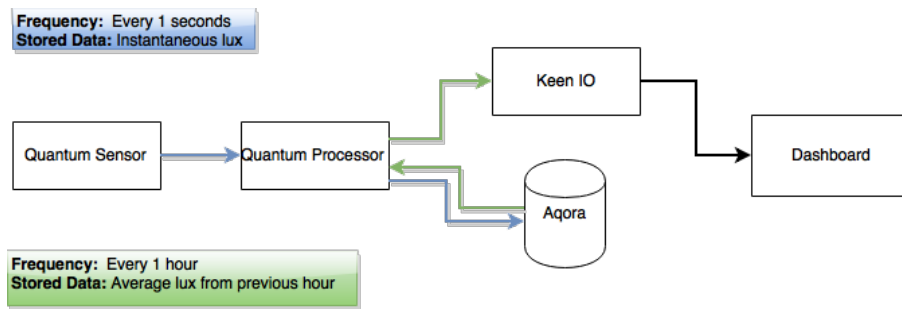 Frequency: Every 1 seconds
Stored Data: Instantaneous lux
Keen IO
Quantum Sensor
Quantum Processor
Dashboard
Aqora
Frequency: Every 1 hour
Stored Data: Average lux from previous hour